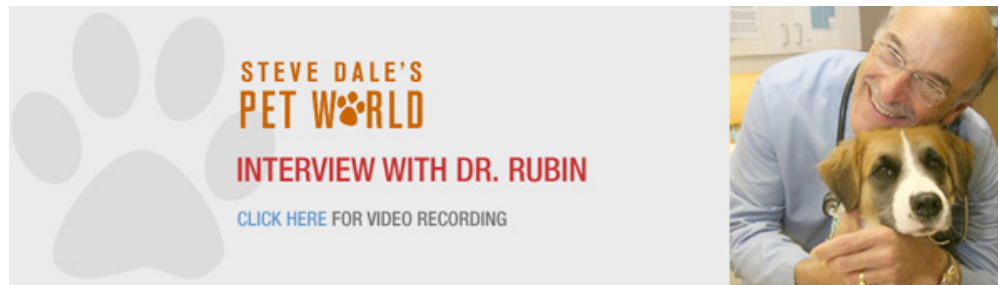 STEVE DALE'S
PET WORLD
INTERVIEW WITH DR. RUBIN
CLICK HERE FOR VIDEO RECORDING